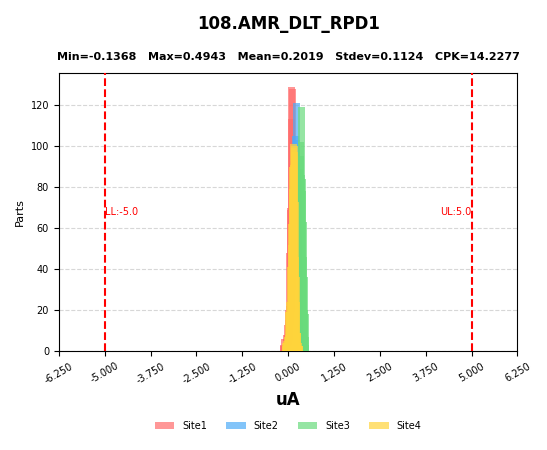 108.AMR_DLT_RPD1
Min=-0.1368 Max=0.4943 Mean=0.2019 Stdev=0.1124 CPK=14.2277
120
100
80
60
40
20
0
Parts
LL:-5.0
UL:5.0
-6.250 -5.000 -3.750 -2.500 -1.250 0.000 1.250 2.500 3.750 5.000 6.250
uA
Site1 Site2 Site3 Site4